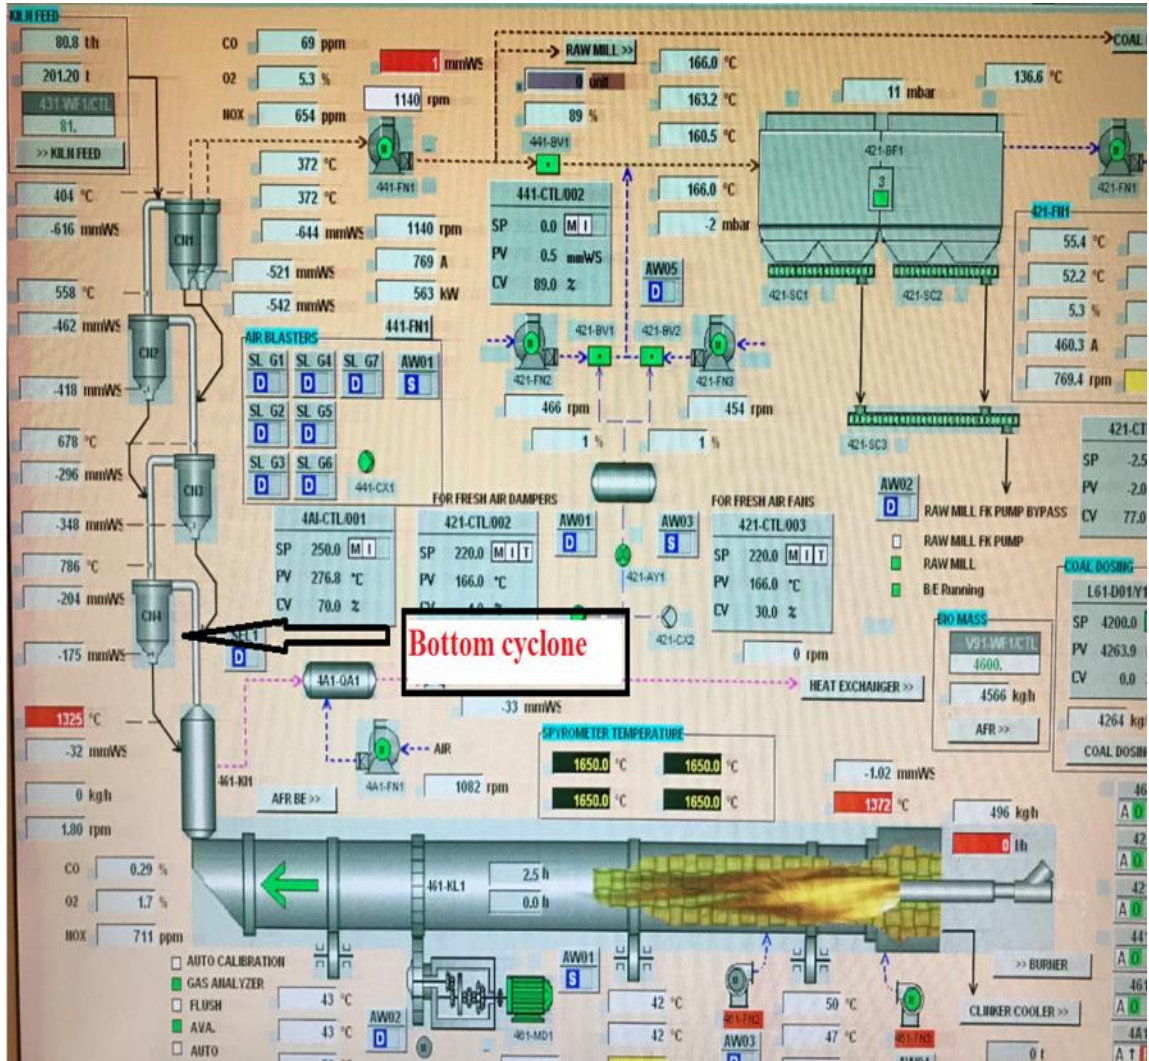 KILN FEED
80.8 t/h
201.20 t
431-WF1/CTL
81.
>> KILN FEED
CO 69 ppm
O2 5.3 %
NOX 654 ppm
1 mmWS
1140 rpm
441-FN1
RAW MILL >>
0 unit
89 %
441-BV1
166.0 °C
163.2 °C
160.5 °C
166.0 °C
-2 mbar
11 mbar
136.6 °C
421-BF1
3
421-FN1
421-SC1
421-SC2
421-SC3
421-FN1
55.4 °C
52.2 °C
5.3 %
460.3 A
769.4 rpm
404 °C
-616 mmWS
CN1
372 °C
372 °C
-644 mmWS
-521 mmWS
-542 mmWS
1140 rpm
769 A
563 kW
441-FN1
441-CTL/002
SP 0.0 M I
PV 0.5 mmWS
CV 89.0 %
AW05
D
421-BV1
421-BV2
421-FN2
421-FN3
466 rpm
454 rpm
1 %
1 %
558 °C
-462 mmWS
CN2
-418 mmWS
678 °C
-296 mmWS
CN3
-348 mmWS
786 °C
-204 mmWS
CN4
-175 mmWS
AIR BLASTERS
SL G1 SL G4 SL G7 AW01
D D D S
SL G2 SL G5
D D
SL G3 SL G6
D D
441-CX1
FOR FRESH AIR DAMPERS
FOR FRESH AIR FANS
4A1-CTL/001
SP 250.0 M I
PV 276.8 °C
CV 70.0 %
421-CTL/002
SP 220.0 M I T
PV 166.0 °C
AW01
D
AW03
S
421-AY1
421-CX2
421-CTL/003
SP 220.0 M I T
PV 166.0 °C
CV 30.0 %
0 rpm
AW02
D
RAW MILL FK PUMP BYPASS
RAW MILL FK PUMP
RAW MILL
B.E Running
SP -2.5
PV -2.0
CV 77.0
COAL DOSING
L61-D01/Y1
SP 4200.0
PV 4263.9
CV 0.0
4264 kg
BIO MASS
VS1-WF1/CTL
4600.
4566 kg/h
AFR >>
Bottom cyclone
D
4A1-QA1
-33 mmWS
HEAT EXCHANGER >>
1325 °C
-32 mmWS
461-KI1
0 kg/h
1.80 rpm
AFR BE >>
AIR
4A1-FN1
1082 rpm
SPYROMETER TEMPERATURE
1650.0 °C 1650.0 °C
1650.0 °C 1650.0 °C
-1.02 mmWS
1372 °C
496 kg/h
0 l/h
CO 0.29 %
O2 1.7 %
NOX 711 ppm
461-KL1
2.5 h
0.0 h
AUTO CALIBRATION
GAS ANALYZER
FLUSH
AVA.
AUTO
43 °C
43 °C
AW02
D
461-MD1
AW01
S
42 °C
42 °C
461-FN2
AW03
50 °C
47 °C
461-FN3
>> BURNER
CLINKER COOLER >>